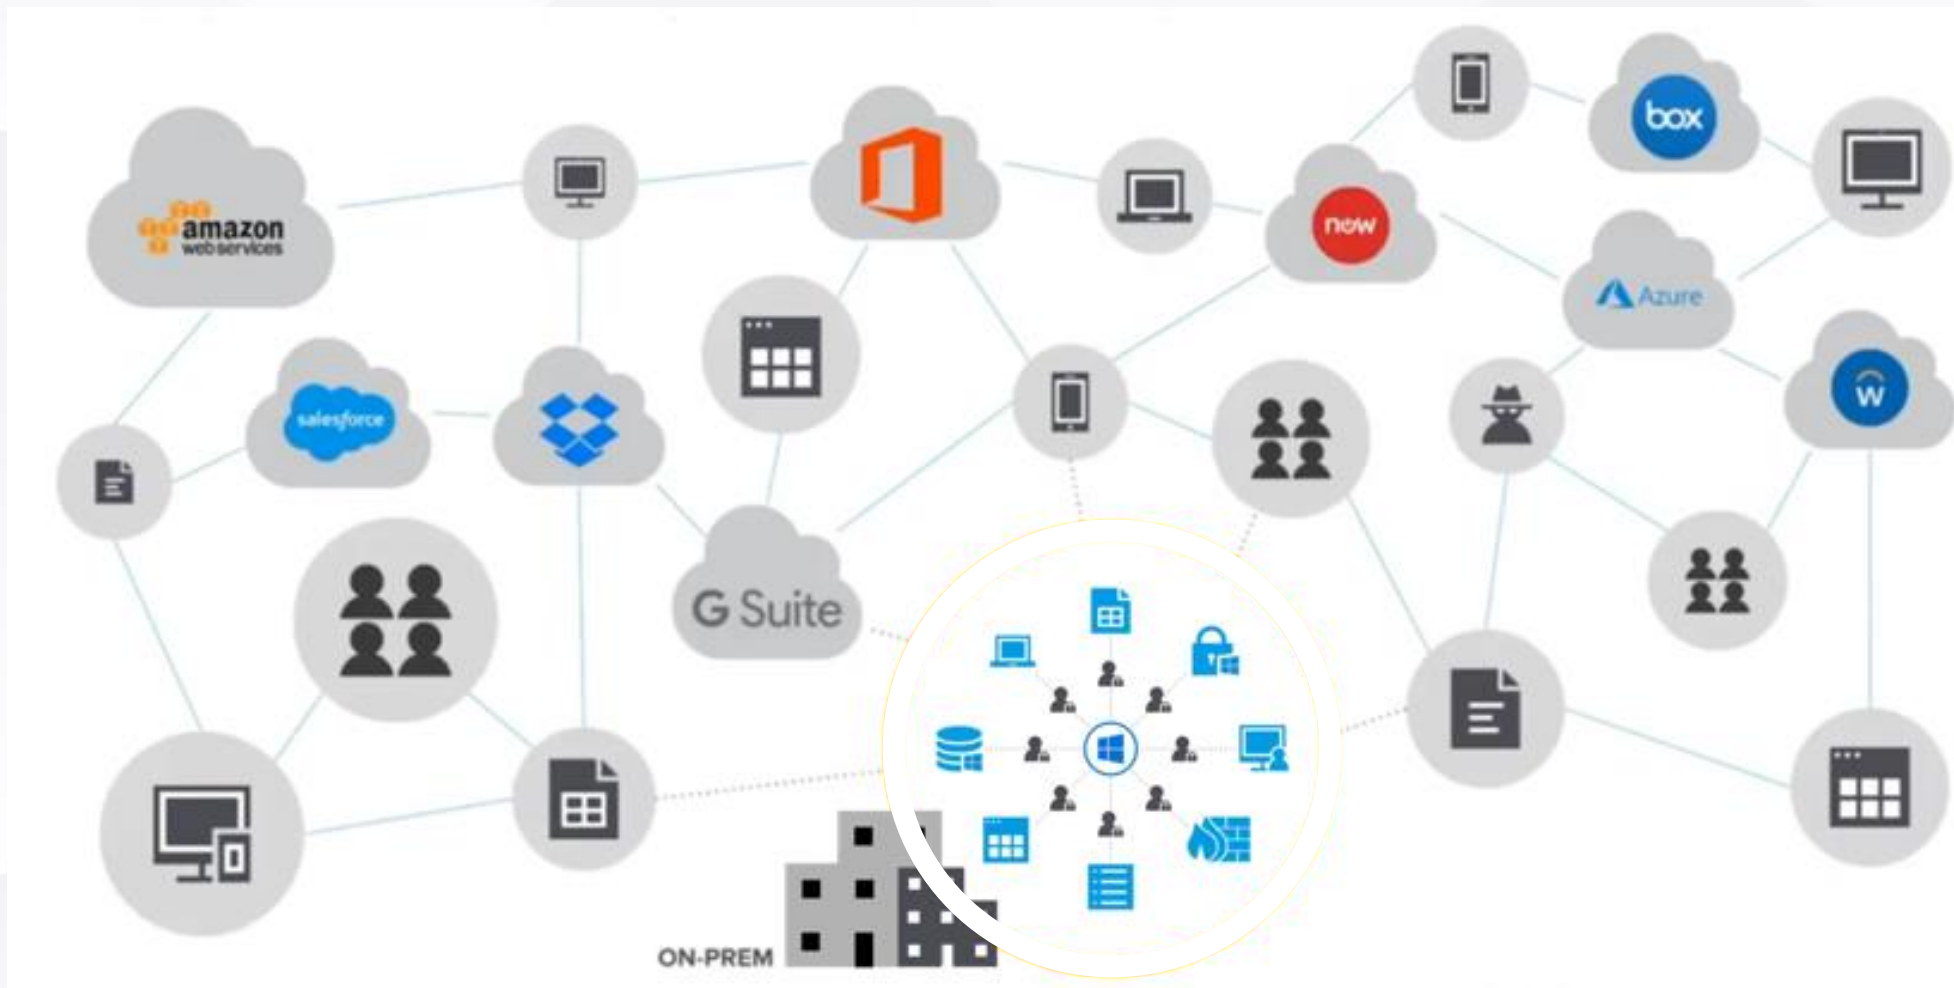 box
now
amazon
web services
Azure
salesforce
W
G Suite
ON-PREM